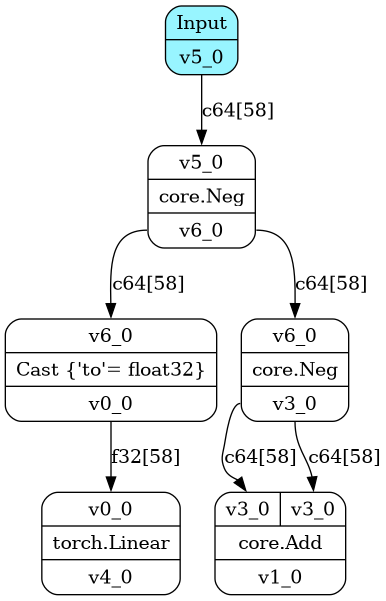 Input
v5_0
c64[58]
v5_0
core.Neg
v6_0
c64[58]
c64[58]
v6_0
Cast {'to'= float32}
v0_0
v6_0
core.Neg
v3_0
f32[58]
c64[58]
c64[58]
v0_0
torch.Linear
v4_0
v3_0 v3_0
core.Add
v1_0